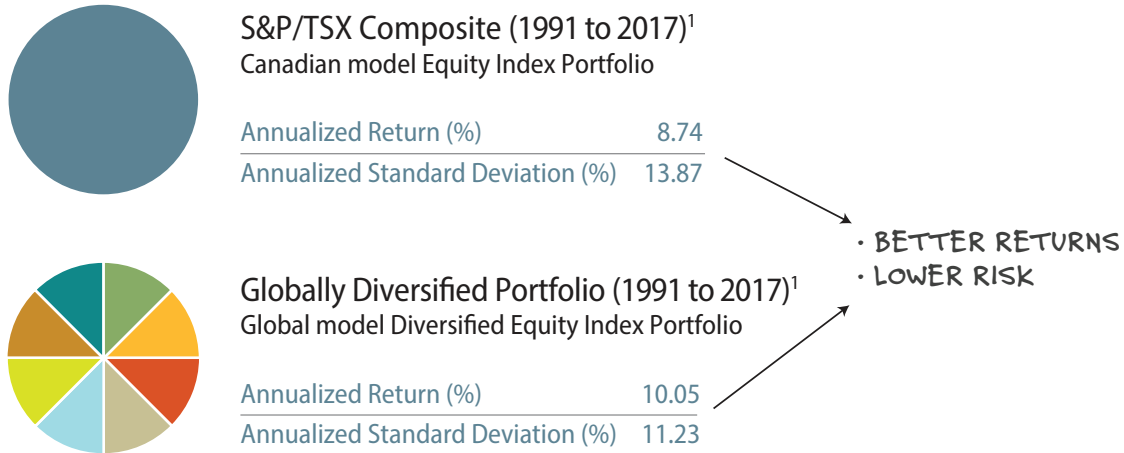 S&P/TSX Composite (1991 to 2017)¹
Canadian model Equity Index Portfolio
Annualized Return (%) 8.74
Annualized Standard Deviation (%) 13.87
· BETTER RETURNS
· LOWER RISK
Globally Diversified Portfolio (1991 to 2017)¹
Global model Diversified Equity Index Portfolio
Annualized Return (%) 10.05
Annualized Standard Deviation (%) 11.23